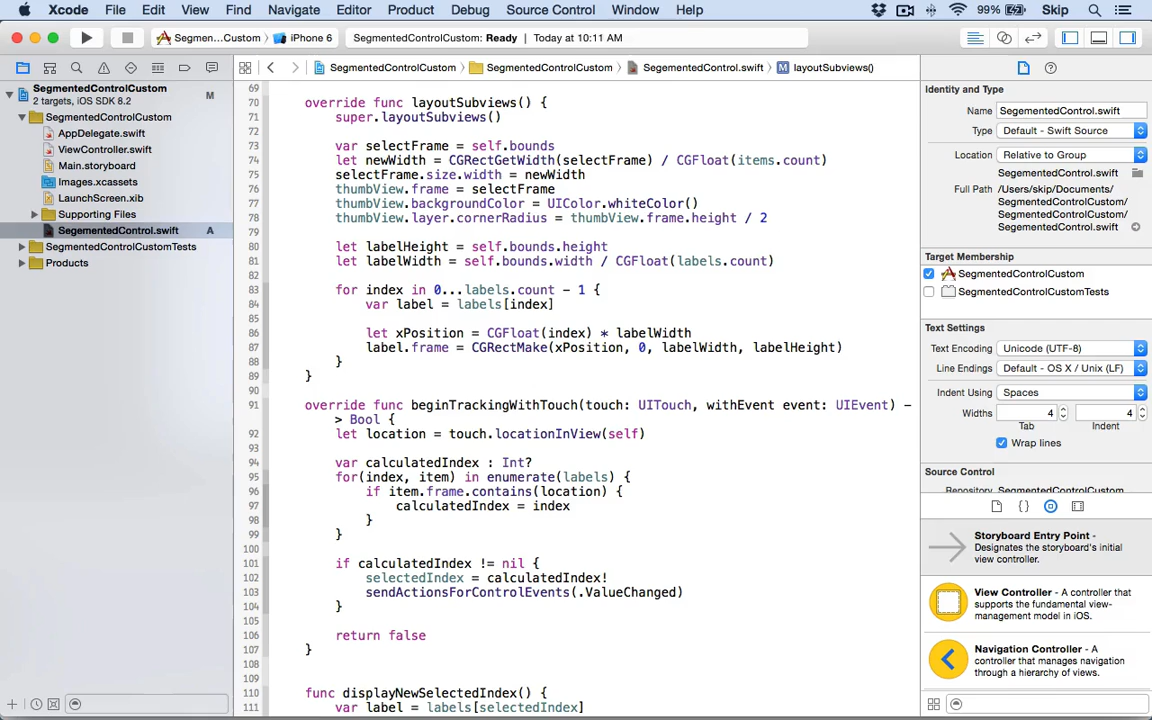 Xcode File Edit View Find Navigate Editor Product Debug Source Control Window Help 99% Skip
Segmen...Custom iPhone 6 SegmentedControlCustom: Ready Today at 10:11 AM
SegmentedControlCustom SegmentedControlCustom SegementedControl.swift layoutSubviews()
SegmentedControlCustom M
2 targets, iOS SDK 8.2
SegmentedControlCustom
AppDelegate.swift
ViewController.swift
Main.storyboard
Images.xcassets
LaunchScreen.xib
Supporting Files
SegementedControl.swift A
SegmentedControlCustomTests
Products
69
70 override func layoutSubviews() {
71 super.layoutSubviews()
72
73 var selectFrame = self.bounds
74 let newWidth = CGRectGetWidth(selectFrame) / CGFloat(items.count)
75 selectFrame.size.width = newWidth
76 thumbView.frame = selectFrame
77 thumbView.backgroundColor = UIColor.whiteColor()
78 thumbView.layer.cornerRadius = thumbView.frame.height / 2
79
80 let labelHeight = self.bounds.height
81 let labelWidth = self.bounds.width / CGFloat(labels.count)
82
83 for index in 0...labels.count - 1 {
84 var label = labels[index]
85
86 let xPosition = CGFloat(index) * labelWidth
87 label.frame = CGRectMake(xPosition, 0, labelWidth, labelHeight)
88 }
89 }
90
91 override func beginTrackingWithTouch(touch: UITouch, withEvent event: UIEvent) -
> Bool {
92 let location = touch.locationInView(self)
93
94 var calculatedIndex : Int?
95 for(index, item) in enumerate(labels) {
96 if item.frame.contains(location) {
97 calculatedIndex = index
98 }
99 }
100
101 if calculatedIndex != nil {
102 selectedIndex = calculatedIndex!
103 sendActionsForControlEvents(.ValueChanged)
104 }
105
106 return false
107 }
108
109
110 func displayNewSelectedIndex() {
111 var label = labels[selectedIndex]
Identity and Type
Name SegementedControl.swift
Type Default - Swift Source
Location Relative to Group
SegementedControl.swift
Full Path /Users/skip/Documents/
SegmentedControlCustom/
SegmentedControlCustom/
SegementedControl.swift
Target Membership
SegmentedControlCustom
SegmentedControlCustomTests
Text Settings
Text Encoding Unicode (UTF-8)
Line Endings Default - OS X / Unix (LF)
Indent Using Spaces
Widths 4 4
Tab Indent
Wrap lines
Source Control
Repository SegmentedControlCustom
Storyboard Entry Point -
Designates the storyboard's initial
view controller.
View Controller - A controller that
supports the fundamental view-
management model in iOS.
Navigation Controller - A
controller that manages navigation
through a hierarchy of views.